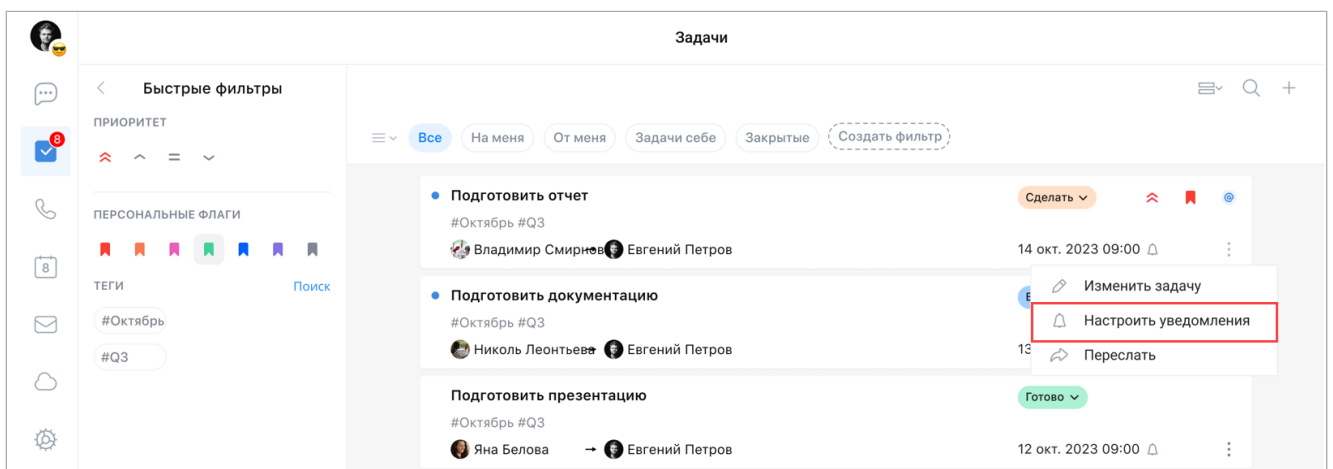 Задачи
Быстрые фильтры
ПРИОРИТЕТ
8
Все На меня От меня Задачи себе Закрытые Создать фильтр
ПЕРСОНАЛЬНЫЕ ФЛАГИ
8
ТЕГИ Поиск
#Октябрь
#Q3
Подготовить отчет Сделать
#Октябрь #Q3
Владимир Смирнов Евгений Петров 14 окт. 2023 09:00
Изменить задачу
Настроить уведомления
Переслать
Подготовить документацию
#Октябрь #Q3
Николь Леонтьева Евгений Петров 13
Подготовить презентацию Готово
#Октябрь #Q3
Яна Белова → Евгений Петров 12 окт. 2023 09:00